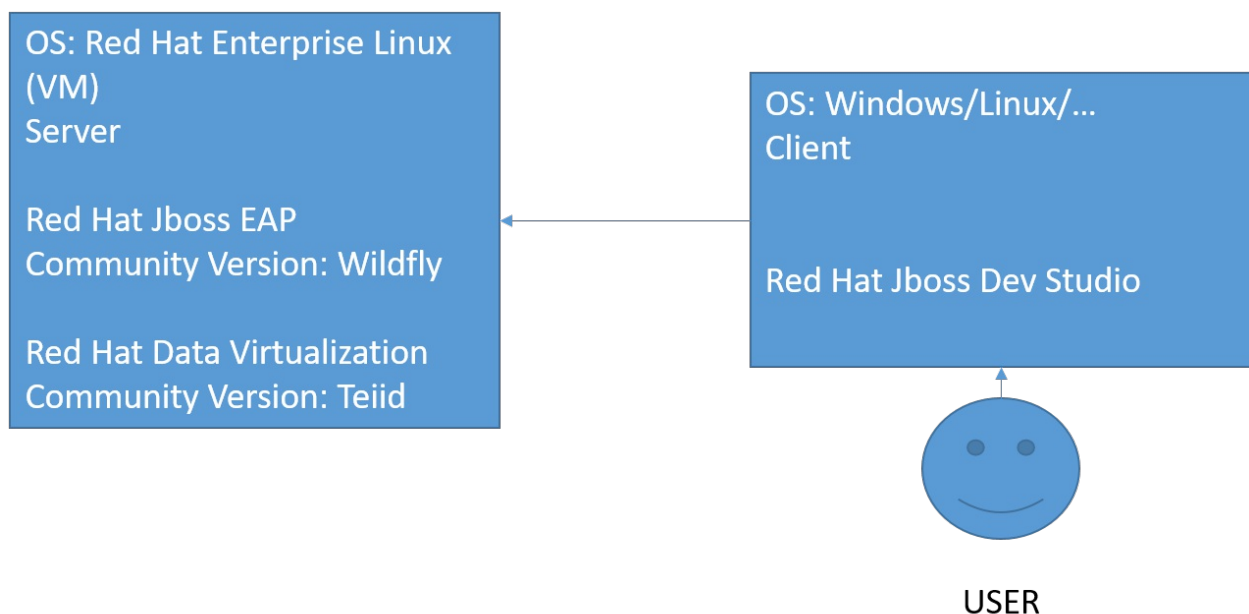 OS: Red Hat Enterprise Linux
(VM)
Server
Red Hat Jboss EAP
Community Version: Wildfly
Red Hat Data Virtualization
Community Version: Teiid
OS: Windows/Linux/...
Client
Red Hat Jboss Dev Studio
USER